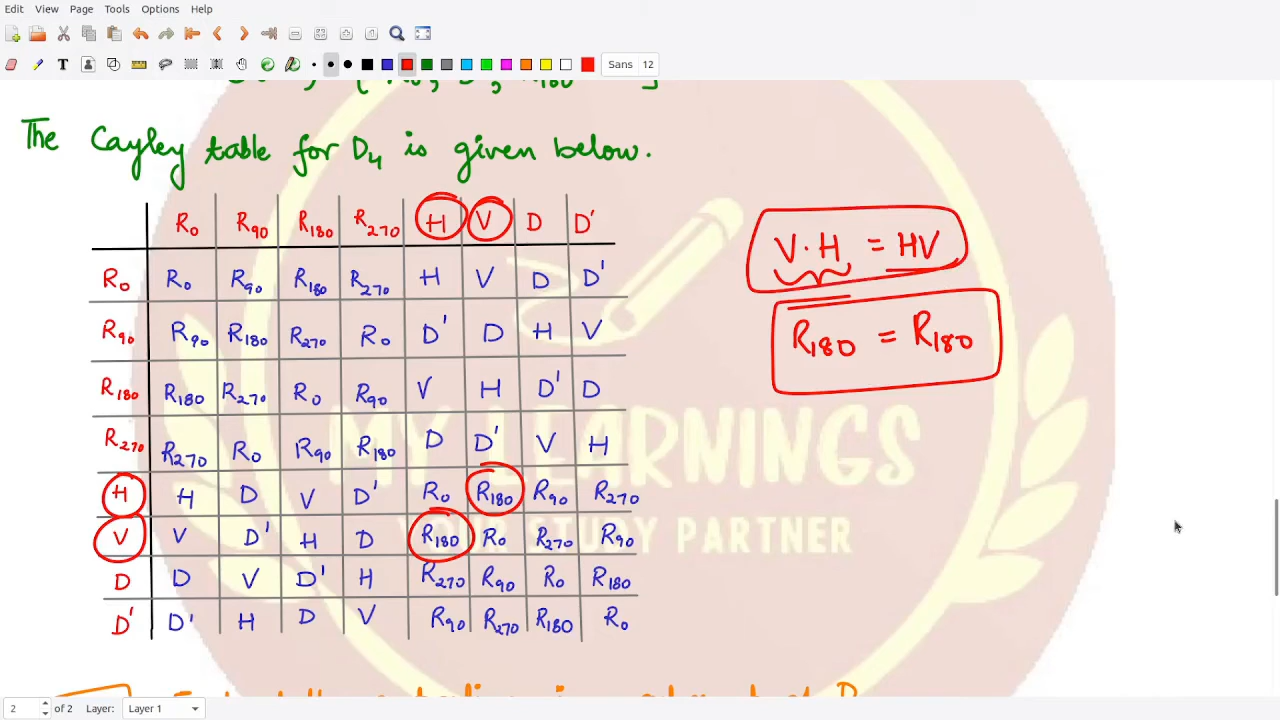 Edit View Page Tools Options Help
Sans 12
The Cayley table for D₄ is given below.
R₀ R₉₀ R₁₈₀ R₂₇₀ H V D D'
R₀ R₀ R₉₀ R₁₈₀ R₂₇₀ H V D D'
R₉₀ R₉₀ R₁₈₀ R₂₇₀ R₀ D' D H V
R₁₈₀ R₁₈₀ R₂₇₀ R₀ R₉₀ V H D' D
R₂₇₀ R₂₇₀ R₀ R₉₀ R₁₈₀ D D' V H
H H D V D' R₀ R₁₈₀ R₉₀ R₂₇₀
V V D' H D R₁₈₀ R₀ R₂₇₀ R₉₀
D D V D' H R₂₇₀ R₉₀ R₀ R₁₈₀
D' D' H D V R₉₀ R₂₇₀ R₁₈₀ R₀
V · H = HV
R₁₈₀ = R₁₈₀
MY LEARNINGS
YOUR STUDY PARTNER
2 of 2 Layer: Layer 1